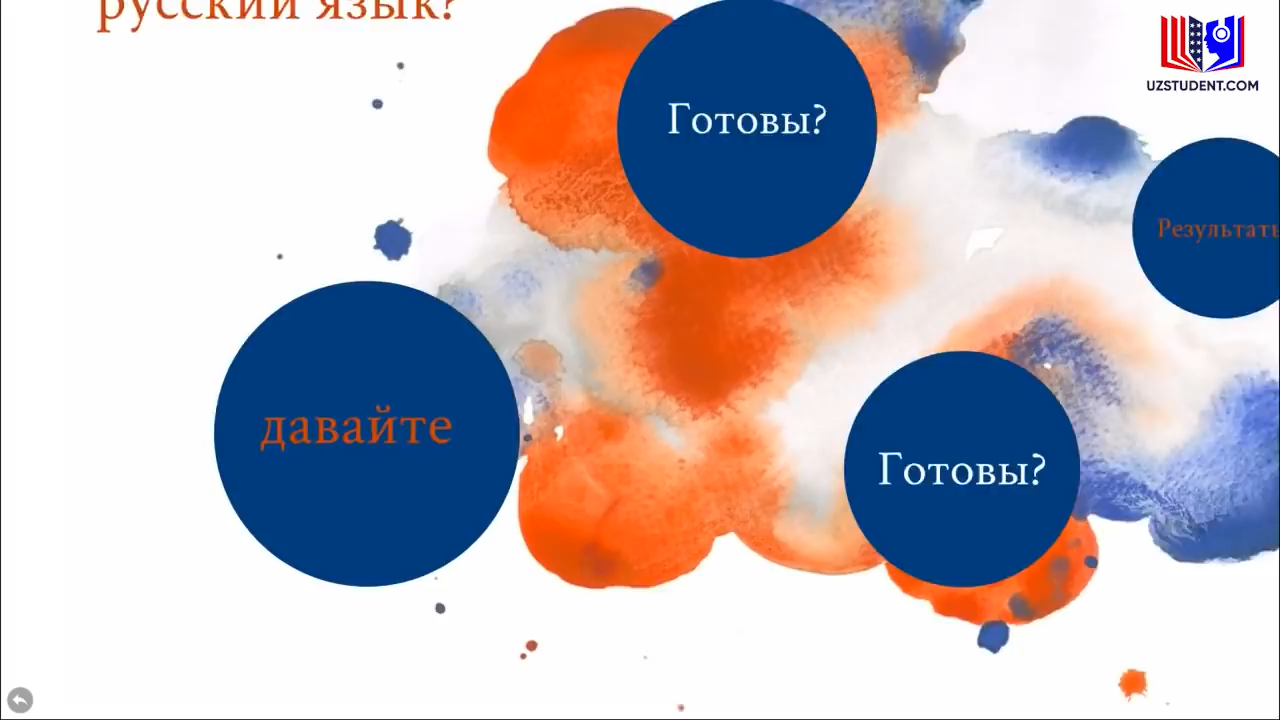 русский язык?
UZSTUDENT.COM
Готовы?
Результаты
давайте
Готовы?